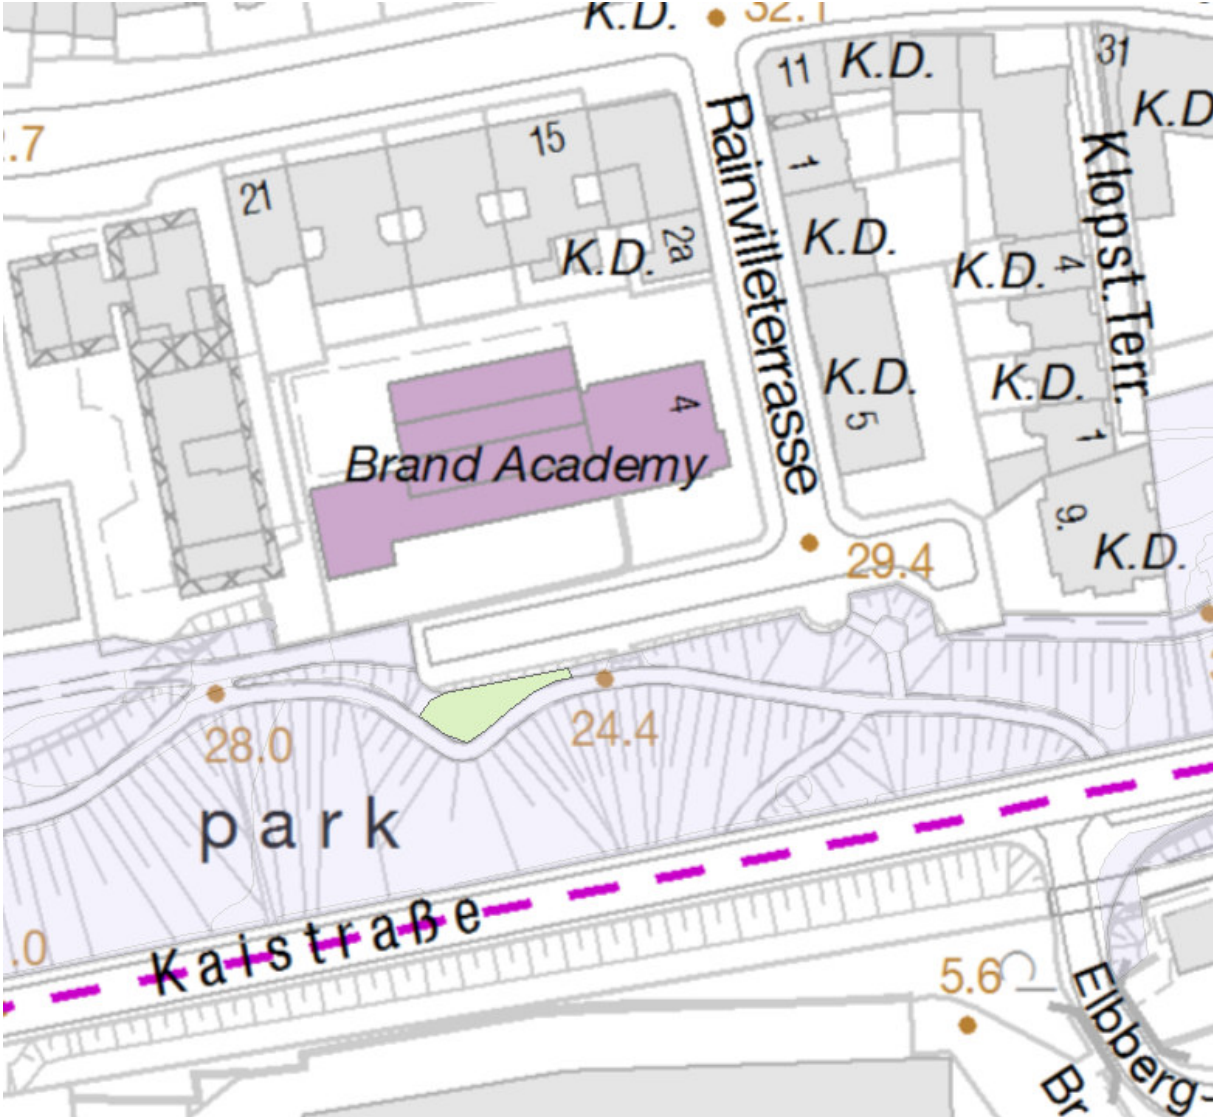 K.D.
32.1
11
K.D.
31
K.D
.7
15
21
1
Rainvilleterrasse
Klopst.Terr.
K.D.
2a
K.D.
4
K.D.
K.D.
K.D.
4
5
1
Brand Academy
9.
K.D.
29.4
24.4
28.0
park
Kaistraße
.0
5.6
Elbberg
Br